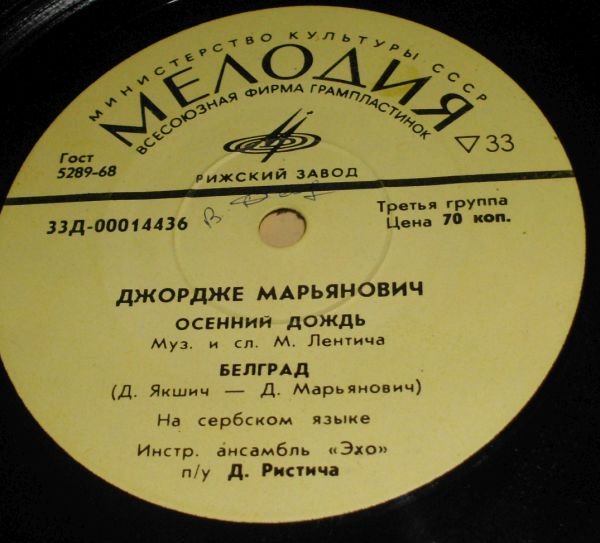 МИНИСТЕРСТВО КУЛЬТУРЫ СССР
МЕЛОДИЯ
ВСЕСОЮЗНАЯ ФИРМА ГРАМПЛАСТИНОК
33
Гост
5289-68
РИЖСКИЙ ЗАВОД
33Д-00014436
Третья группа
Цена 70 коп.
ДЖОРДЖЕ МАРЬЯНОВИЧ
ОСЕННИЙ ДОЖДЬ
Муз. и сл. М. Лентича
БЕЛГРАД
(Д. Якшич — Д. Марьянович)
На сербском языке
Инстр. ансамбль «Эхо»
п/у Д. Ристича